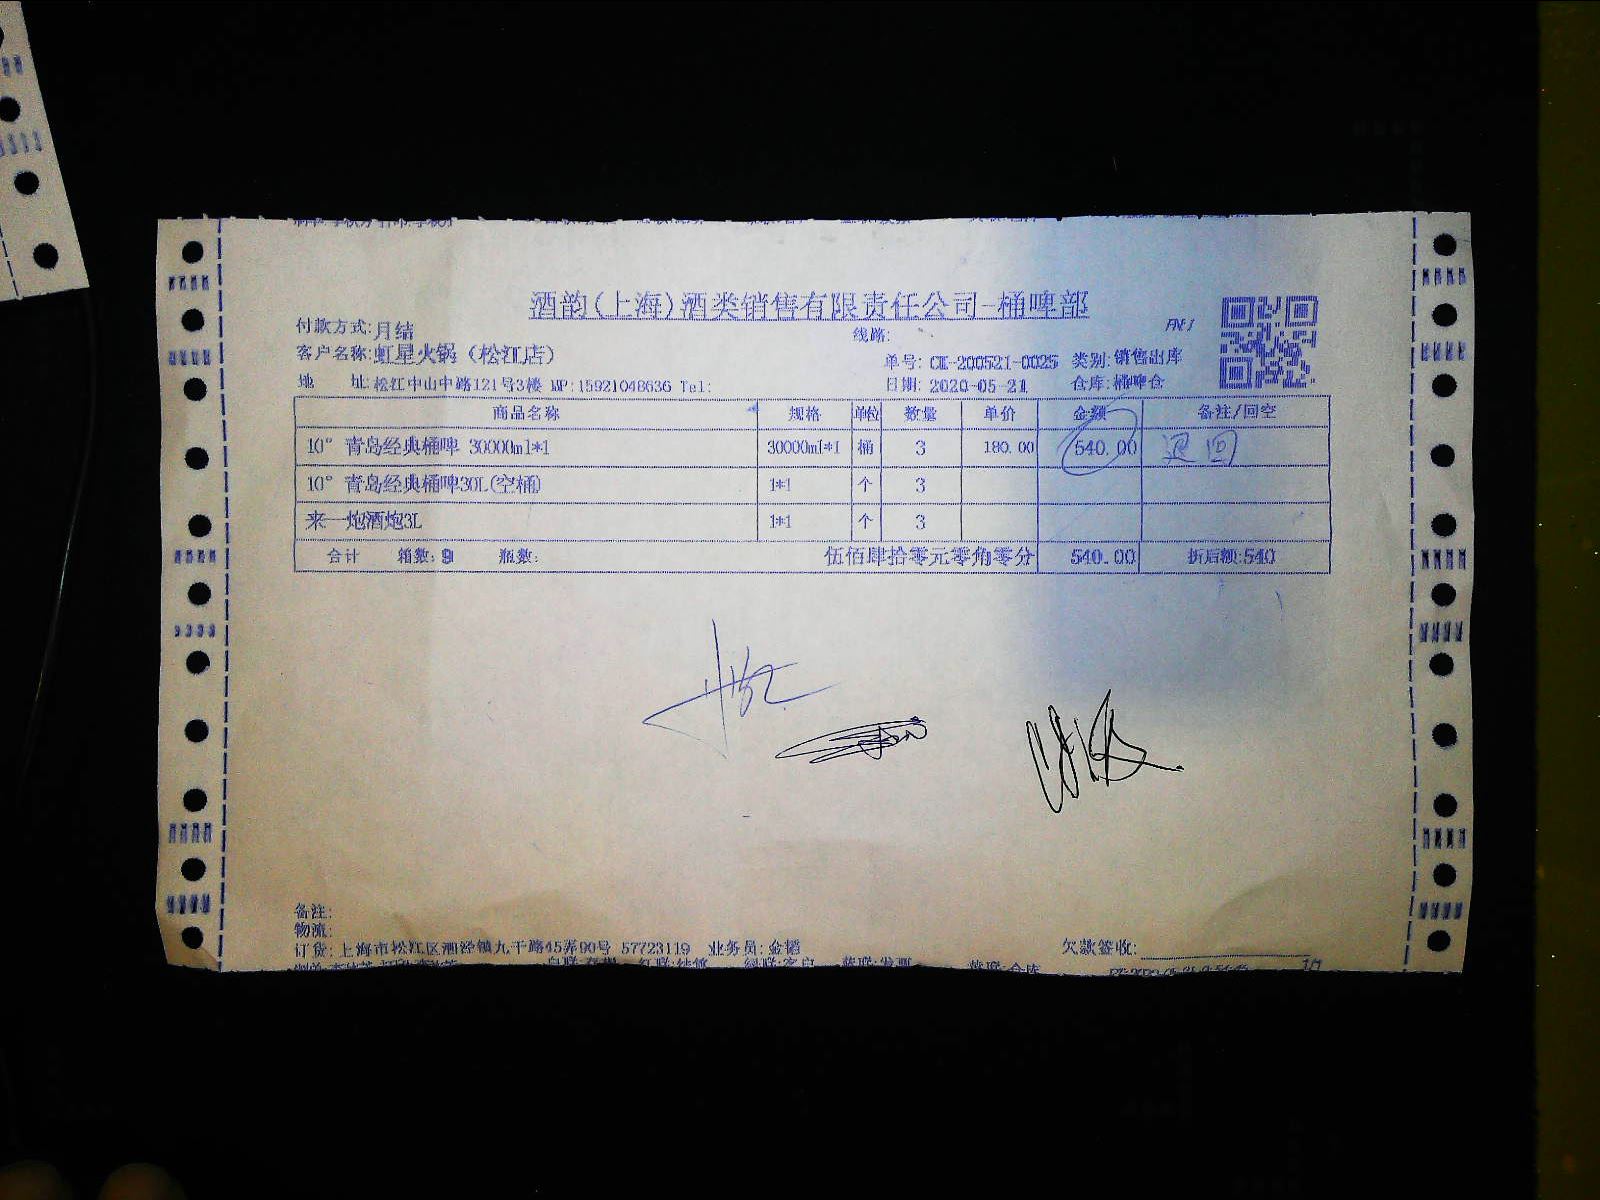 酒韵(上海)酒类销售有限责任公司-桶啤部
付款方式:月结 线路:
客户名称:虹星火锅（松江店） 单号: CK-200521-0025 类别:销售出库
地 址:松江中山中路121号3楼 MP:15921048636 Tel: 日期: 2020-05-21 仓库:桶啤仓
商品名称 规格 单位 数量 单价 金额 备注/回空
10° 青岛经典桶啤 30000ml*1 30000ml*1 桶 3 180.00 540.00 退回
10° 青岛经典桶啤30L(空桶) 1*1 个 3
来一炮酒炮3L 1*1 个 3
合计 箱数: 9 瓶数: 伍佰肆拾零元零角零分 540.00 折后额:540
备注:
物流:
订货:上海市松江区泗泾镇九干路45弄90号 57723119 业务员:金韬 欠款签收: